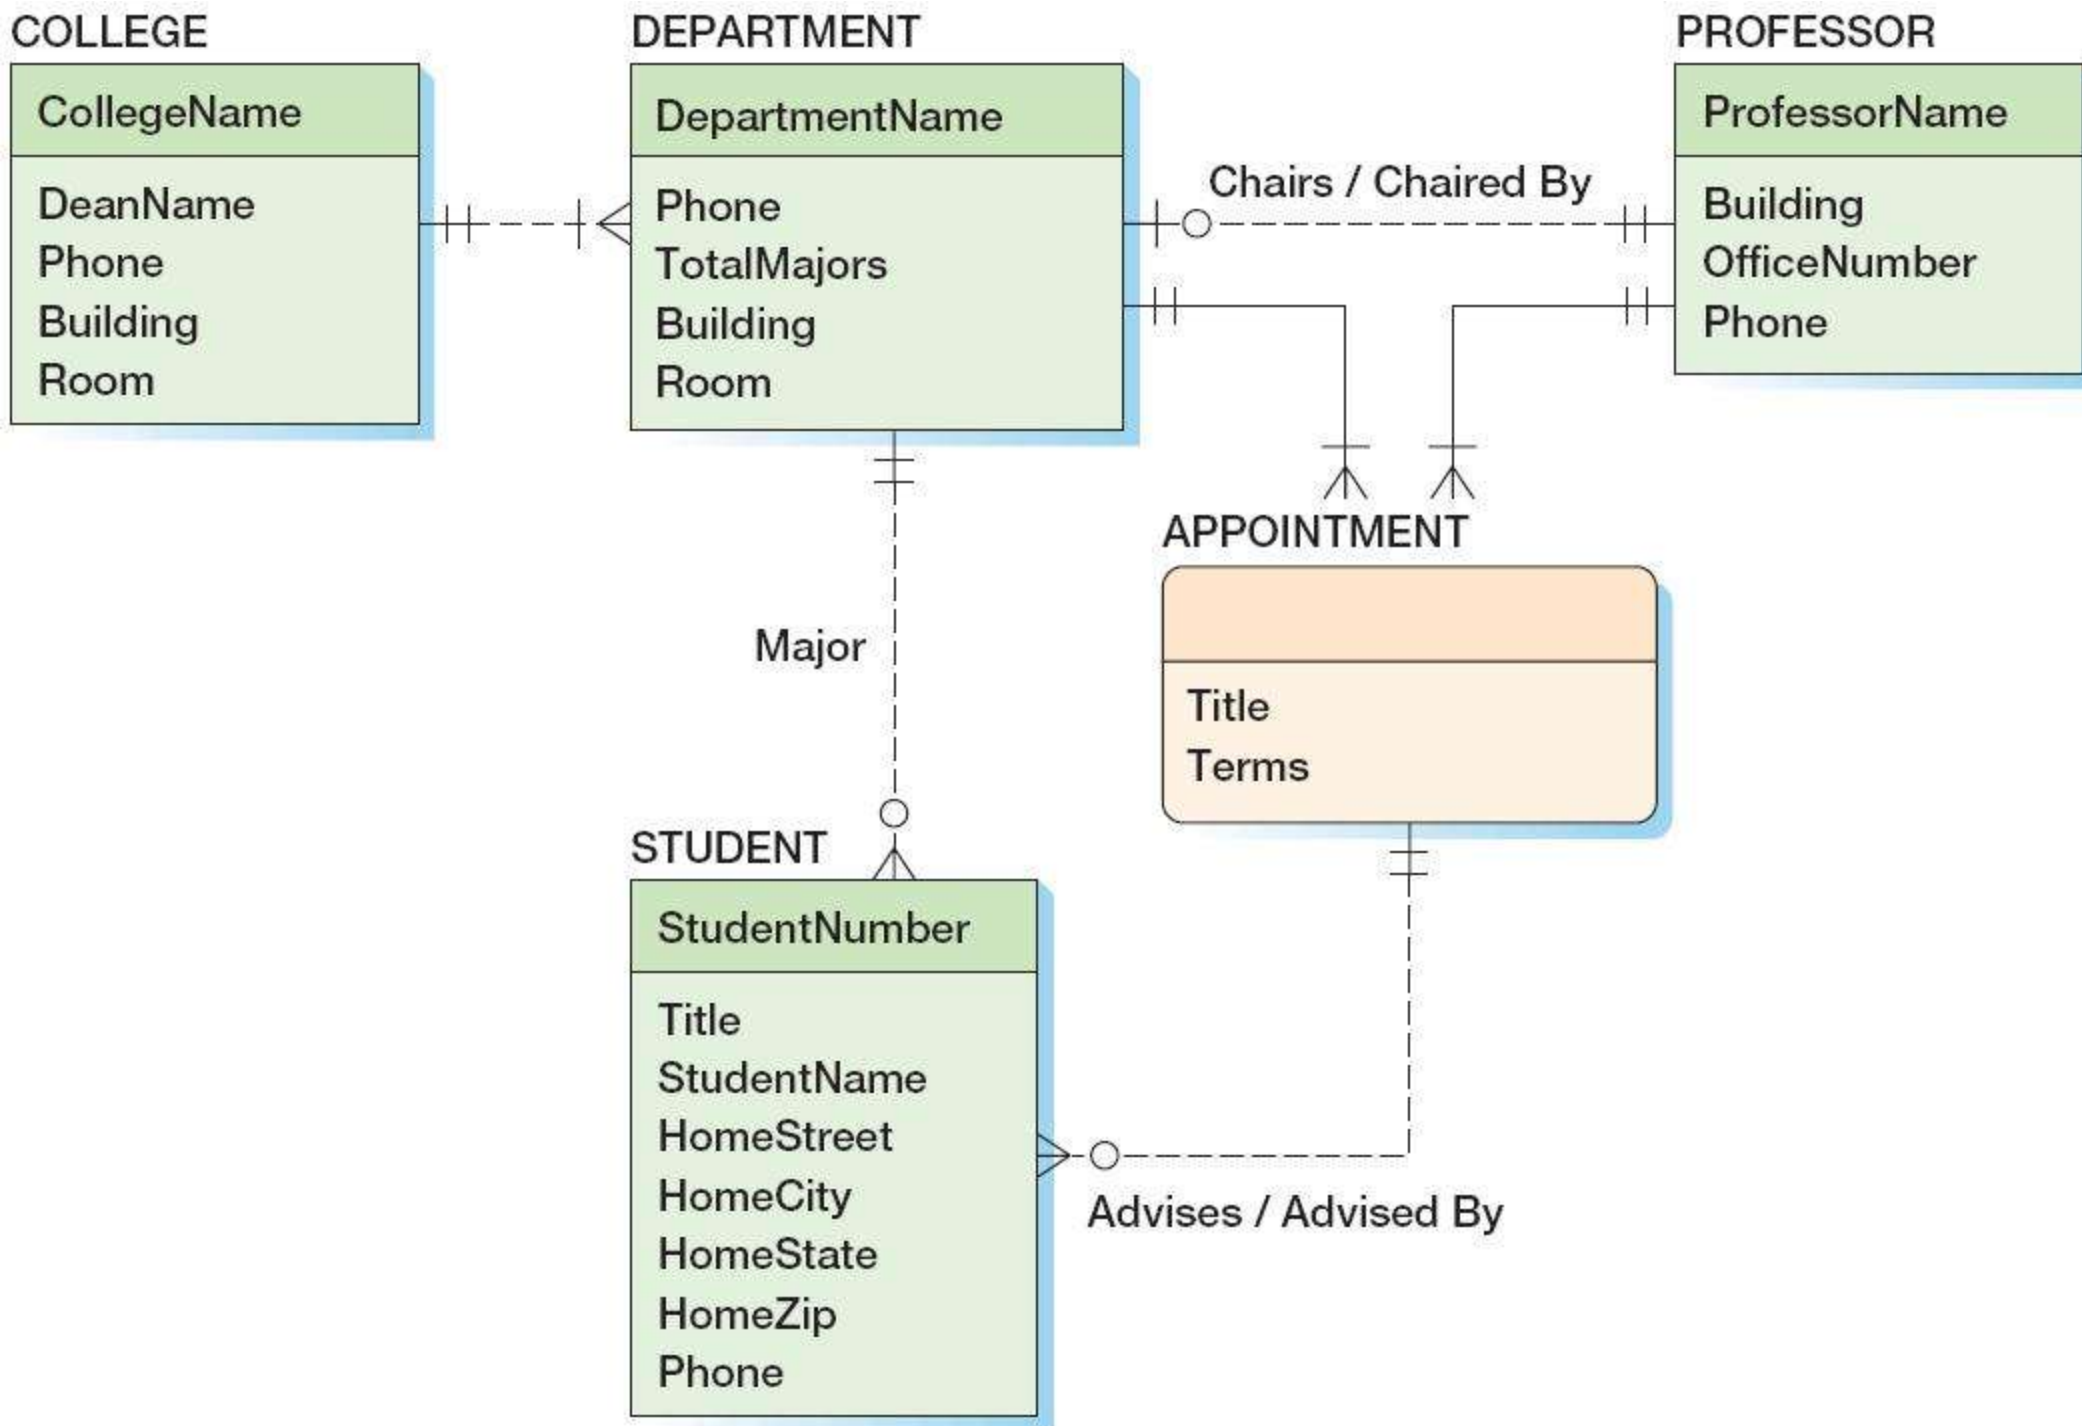 COLLEGE
CollegeName
DeanName
Phone
Building
Room
DEPARTMENT
DepartmentName
Phone
TotalMajors
Building
Room
Chairs / Chaired By
PROFESSOR
ProfessorName
Building
OfficeNumber
Phone
APPOINTMENT
Title
Terms
Major
STUDENT
StudentNumber
Title
StudentName
HomeStreet
HomeCity
HomeState
HomeZip
Phone
Advises / Advised By